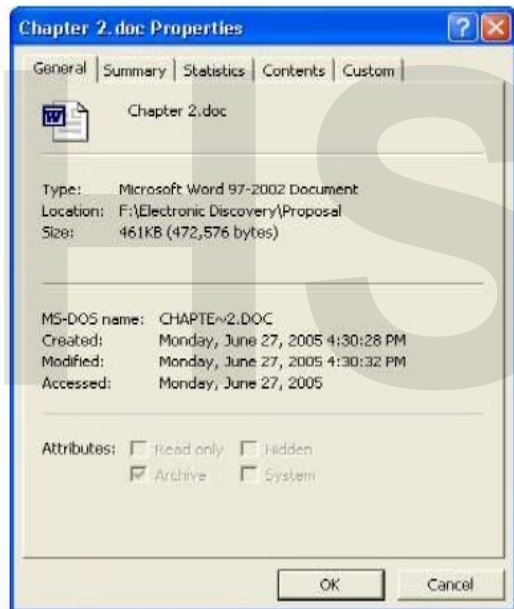 Chapter 2.doc Properties
General Summary Statistics Contents Custom
Chapter 2.doc
Type: Microsoft Word 97-2002 Document
Location: F:\Electronic Discovery\Proposal
Size: 461KB (472,576 bytes)
MS-DOS name: CHAPTE~2.DOC
Created: Monday, June 27, 2005 4:30:28 PM
Modified: Monday, June 27, 2005 4:30:32 PM
Accessed: Monday, June 27, 2005
Attributes: Read only Hidden
Archive System
OK Cancel
HS